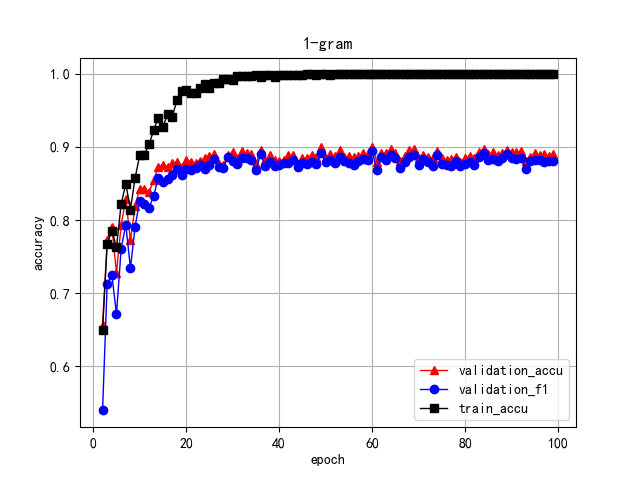 1-gram
1.0
0.9
0.8
0.7
0.6
accuracy
0 20 40 60 80 100
epoch
validation_accu
validation_f1
train_accu